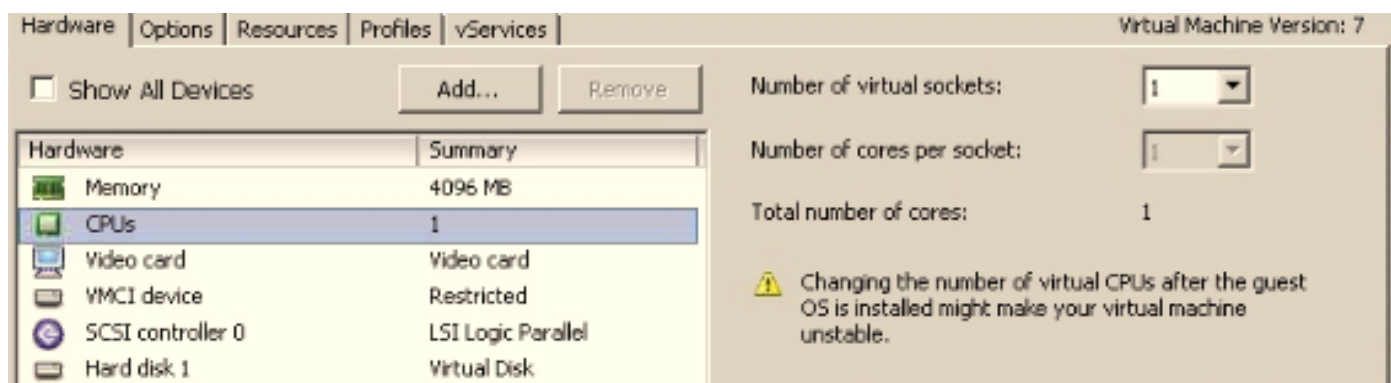 Hardware Options Resources Profiles vServices Virtual Machine Version: 7
Show All Devices Add... Remove
Hardware Summary
Memory 4096 MB
CPUs 1
Video card Video card
VMCI device Restricted
SCSI controller 0 LSI Logic Parallel
Hard disk 1 Virtual Disk
Number of virtual sockets: 1
Number of cores per socket: 1
Total number of cores: 1
Changing the number of virtual CPUs after the guest
OS is installed might make your virtual machine
unstable.